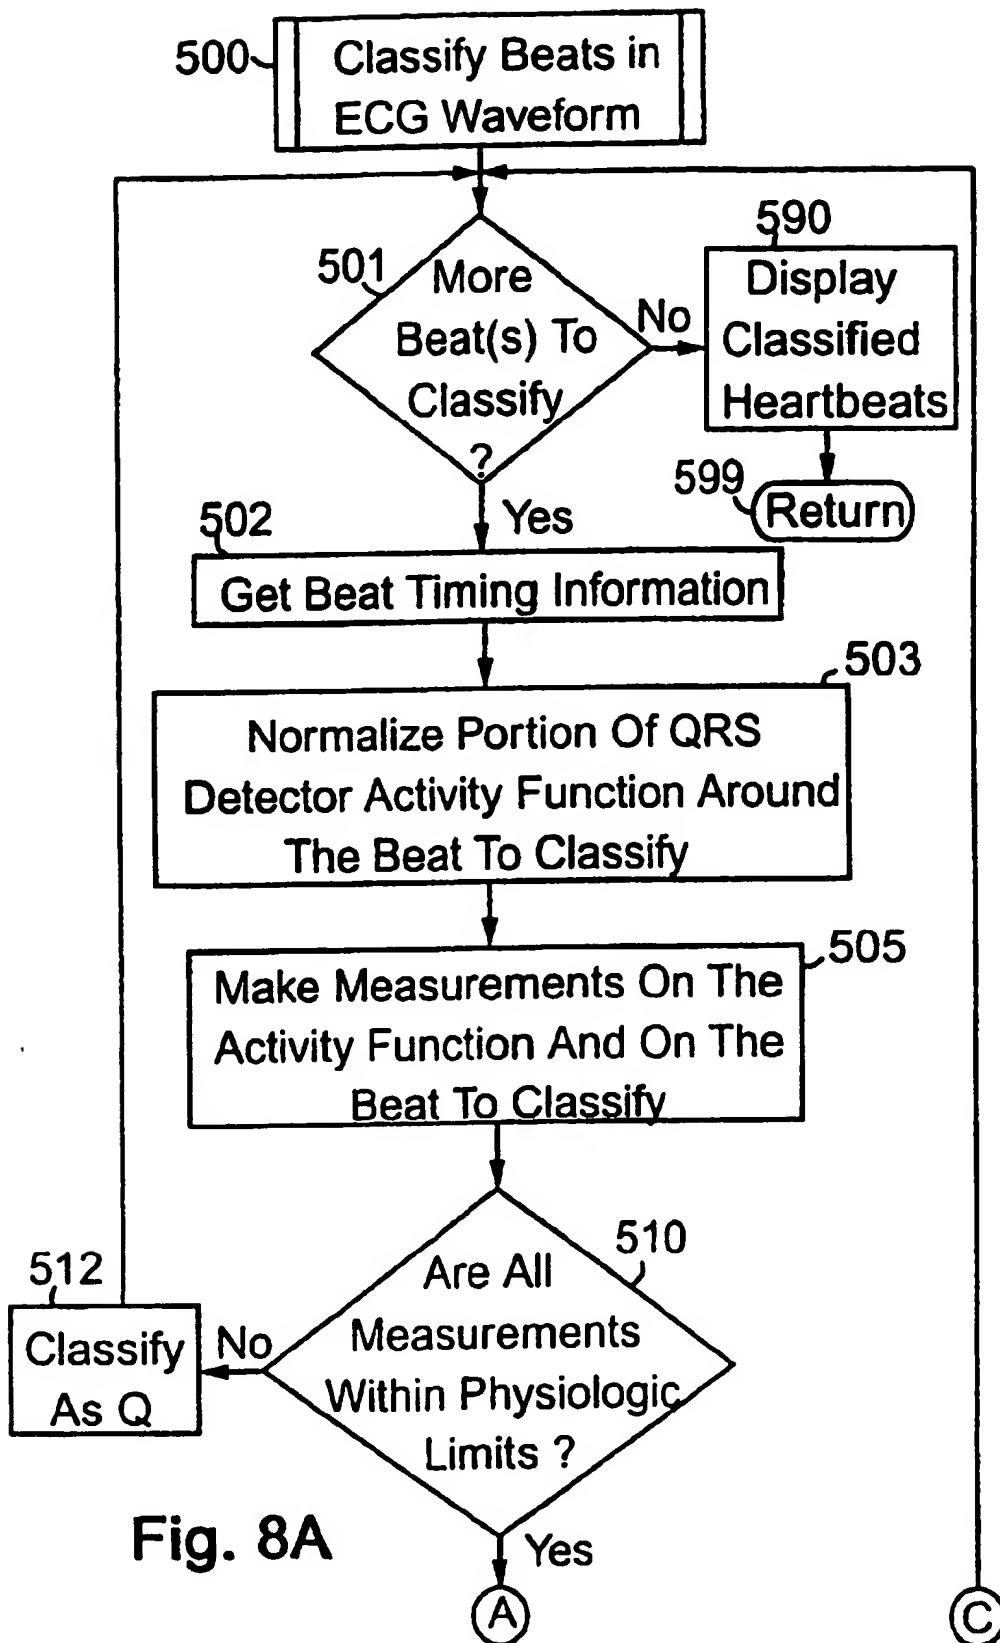 500
Classify Beats in
ECG Waveform
590
501
More
Beat(s) To
Classify
?
No
Display
Classified
Heartbeats
599
Return
Yes
502
Get Beat Timing Information
503
Normalize Portion Of QRS
Detector Activity Function Around
The Beat To Classify
505
Make Measurements On The
Activity Function And On The
Beat To Classify
510
Are All
Measurements
Within Physiologic
Limits ?
512
No
Classify
As Q
Fig. 8A
Yes
A
C